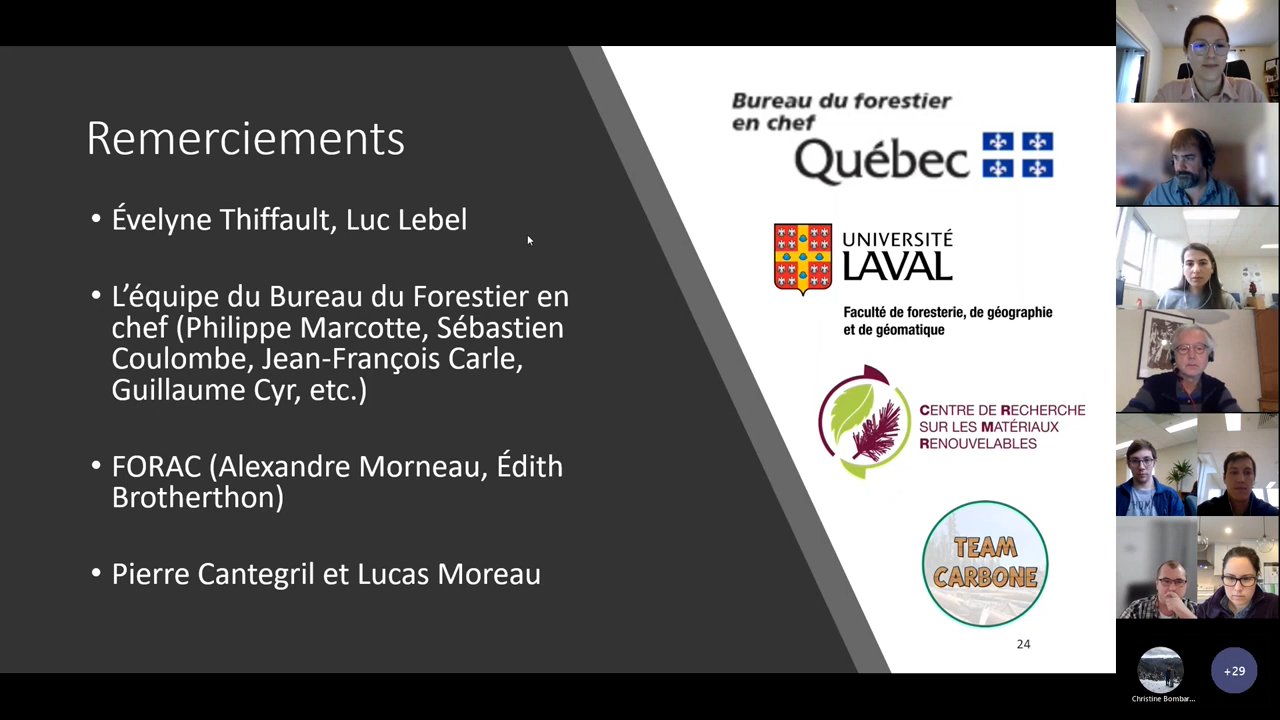 Remerciements
• Évelyne Thiffault, Luc Lebel
• L'équipe du Bureau du Forestier en
chef (Philippe Marcotte, Sébastien
Coulombe, Jean-François Carle,
Guillaume Cyr, etc.)
• FORAC (Alexandre Morneau, Édith
Brotherthon)
• Pierre Cantegril et Lucas Moreau
Bureau du forestier
en chef
Québec
UNIVERSITÉ
LAVAL
Faculté de foresterie, de géographie
et de géomatique
CENTRE DE RECHERCHE
SUR LES MATÉRIAUX
RENOUVELABLES
TEAM
CARBONE
24
Christine Bombar...
+29